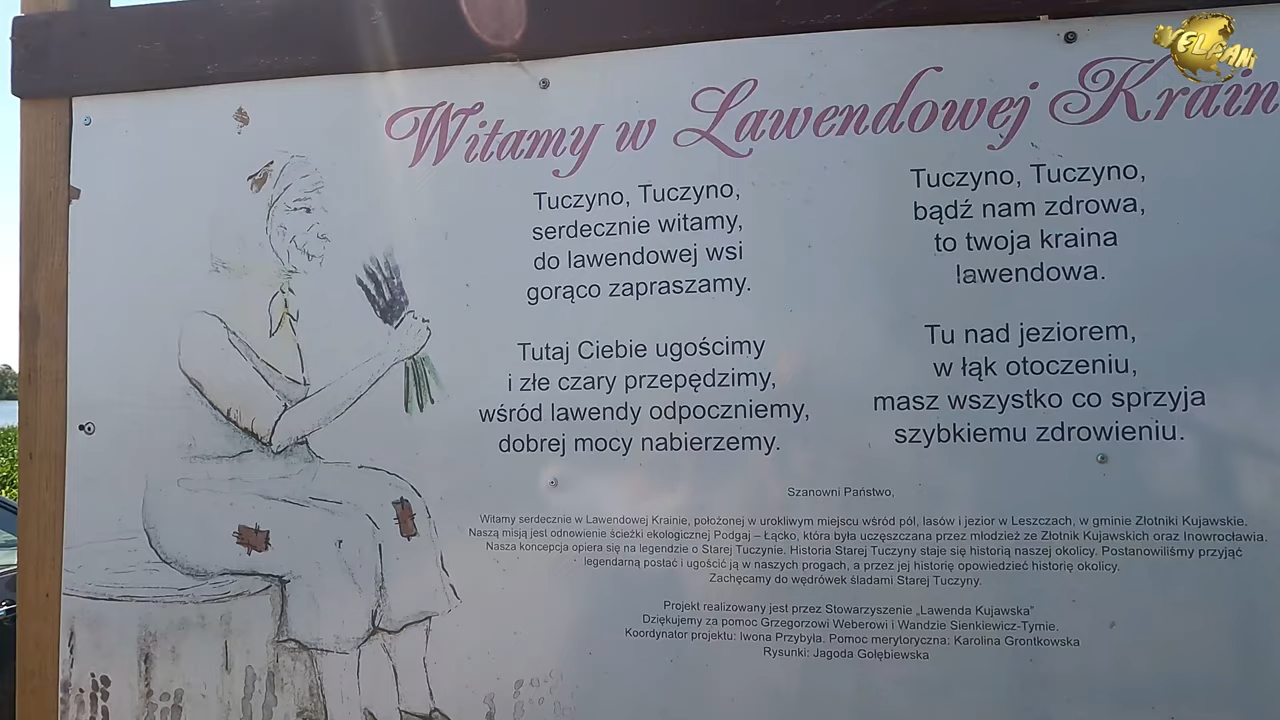 VELPAN
Witamy w Lawendowej Krain
Tuczyno, Tuczyno,
serdecznie witamy,
do lawendowej wsi
gorąco zapraszamy.
Tutaj Ciebie ugościmy
i złe czary przepędzimy,
wśród lawendy odpoczniemy,
dobrej mocy nabierzemy.
Tuczyno, Tuczyno,
bądź nam zdrowa,
to twoja kraina
lawendowa.
Tu nad jeziorem,
w łąk otoczeniu,
masz wszystko co sprzyja
szybkiemu zdrowieniu.
Szanowni Państwo,
Witamy serdecznie w Lawendowej Krainie, położonej w urokliwym miejscu wśród pól, lasów i jezior w Leszczach, w gminie Złotniki Kujawskie.
Naszą misją jest odnowienie ścieżki ekologicznej Podgaj – Łącko, która była uczęszczana przez młodzież ze Złotnik Kujawskich oraz Inowrocławia.
Nasza koncepcja opiera się na legendzie o Starej Tuczynie. Historia Starej Tuczyny staje się historią naszej okolicy. Postanowiliśmy przyjąć
legendarną postać i ugościć ją w naszych progach, a przez jej historię opowiedzieć historię okolicy.
Zachęcamy do wędrówek śladami Starej Tuczyny.
Projekt realizowany jest przez Stowarzyszenie „Lawenda Kujawska"
Dziękujemy za pomoc Grzegorzowi Weberowi i Wandzie Sienkiewicz-Tymie.
Koordynator projektu: Iwona Przybyła. Pomoc merytoryczna: Karolina Grontkowska
Rysunki: Jagoda Gołębiewska